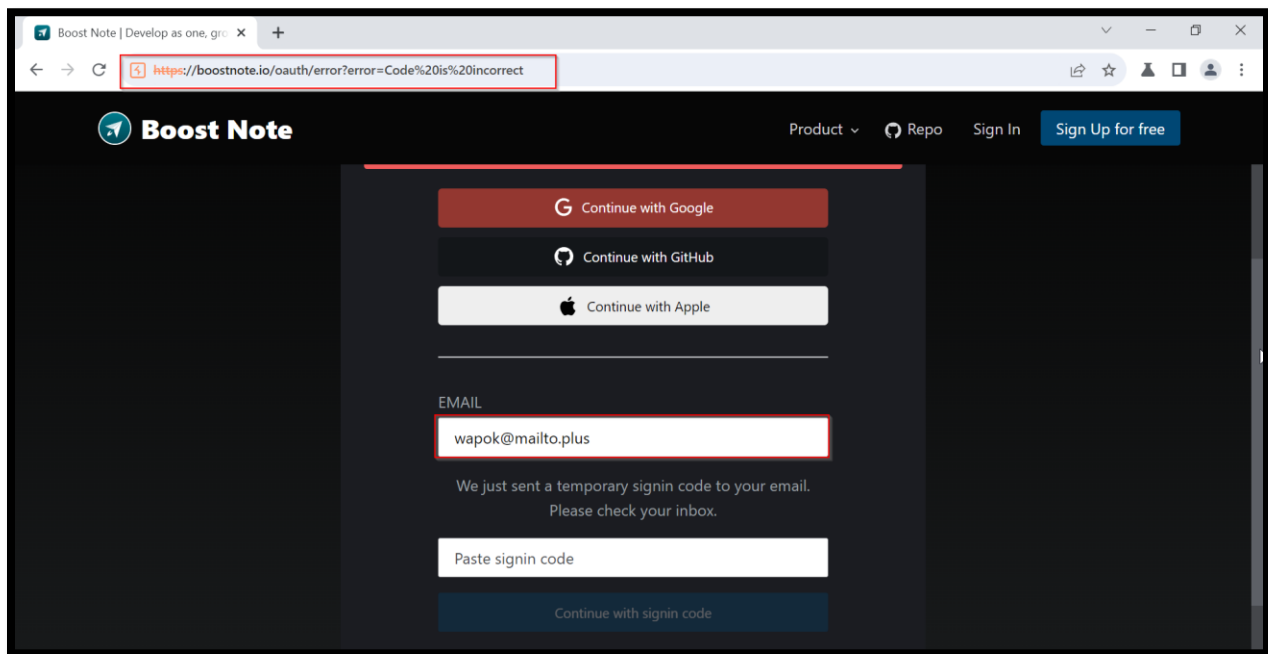 Boost Note | Develop as one, gro
https://boostnote.io/oauth/error?error=Code%20is%20incorrect
Boost Note
Product
Repo
Sign In
Sign Up for free
Continue with Google
Continue with GitHub
Continue with Apple
EMAIL
wapok@mailto.plus
We just sent a temporary signin code to your email.
Please check your inbox.
Paste signin code
Continue with signin code